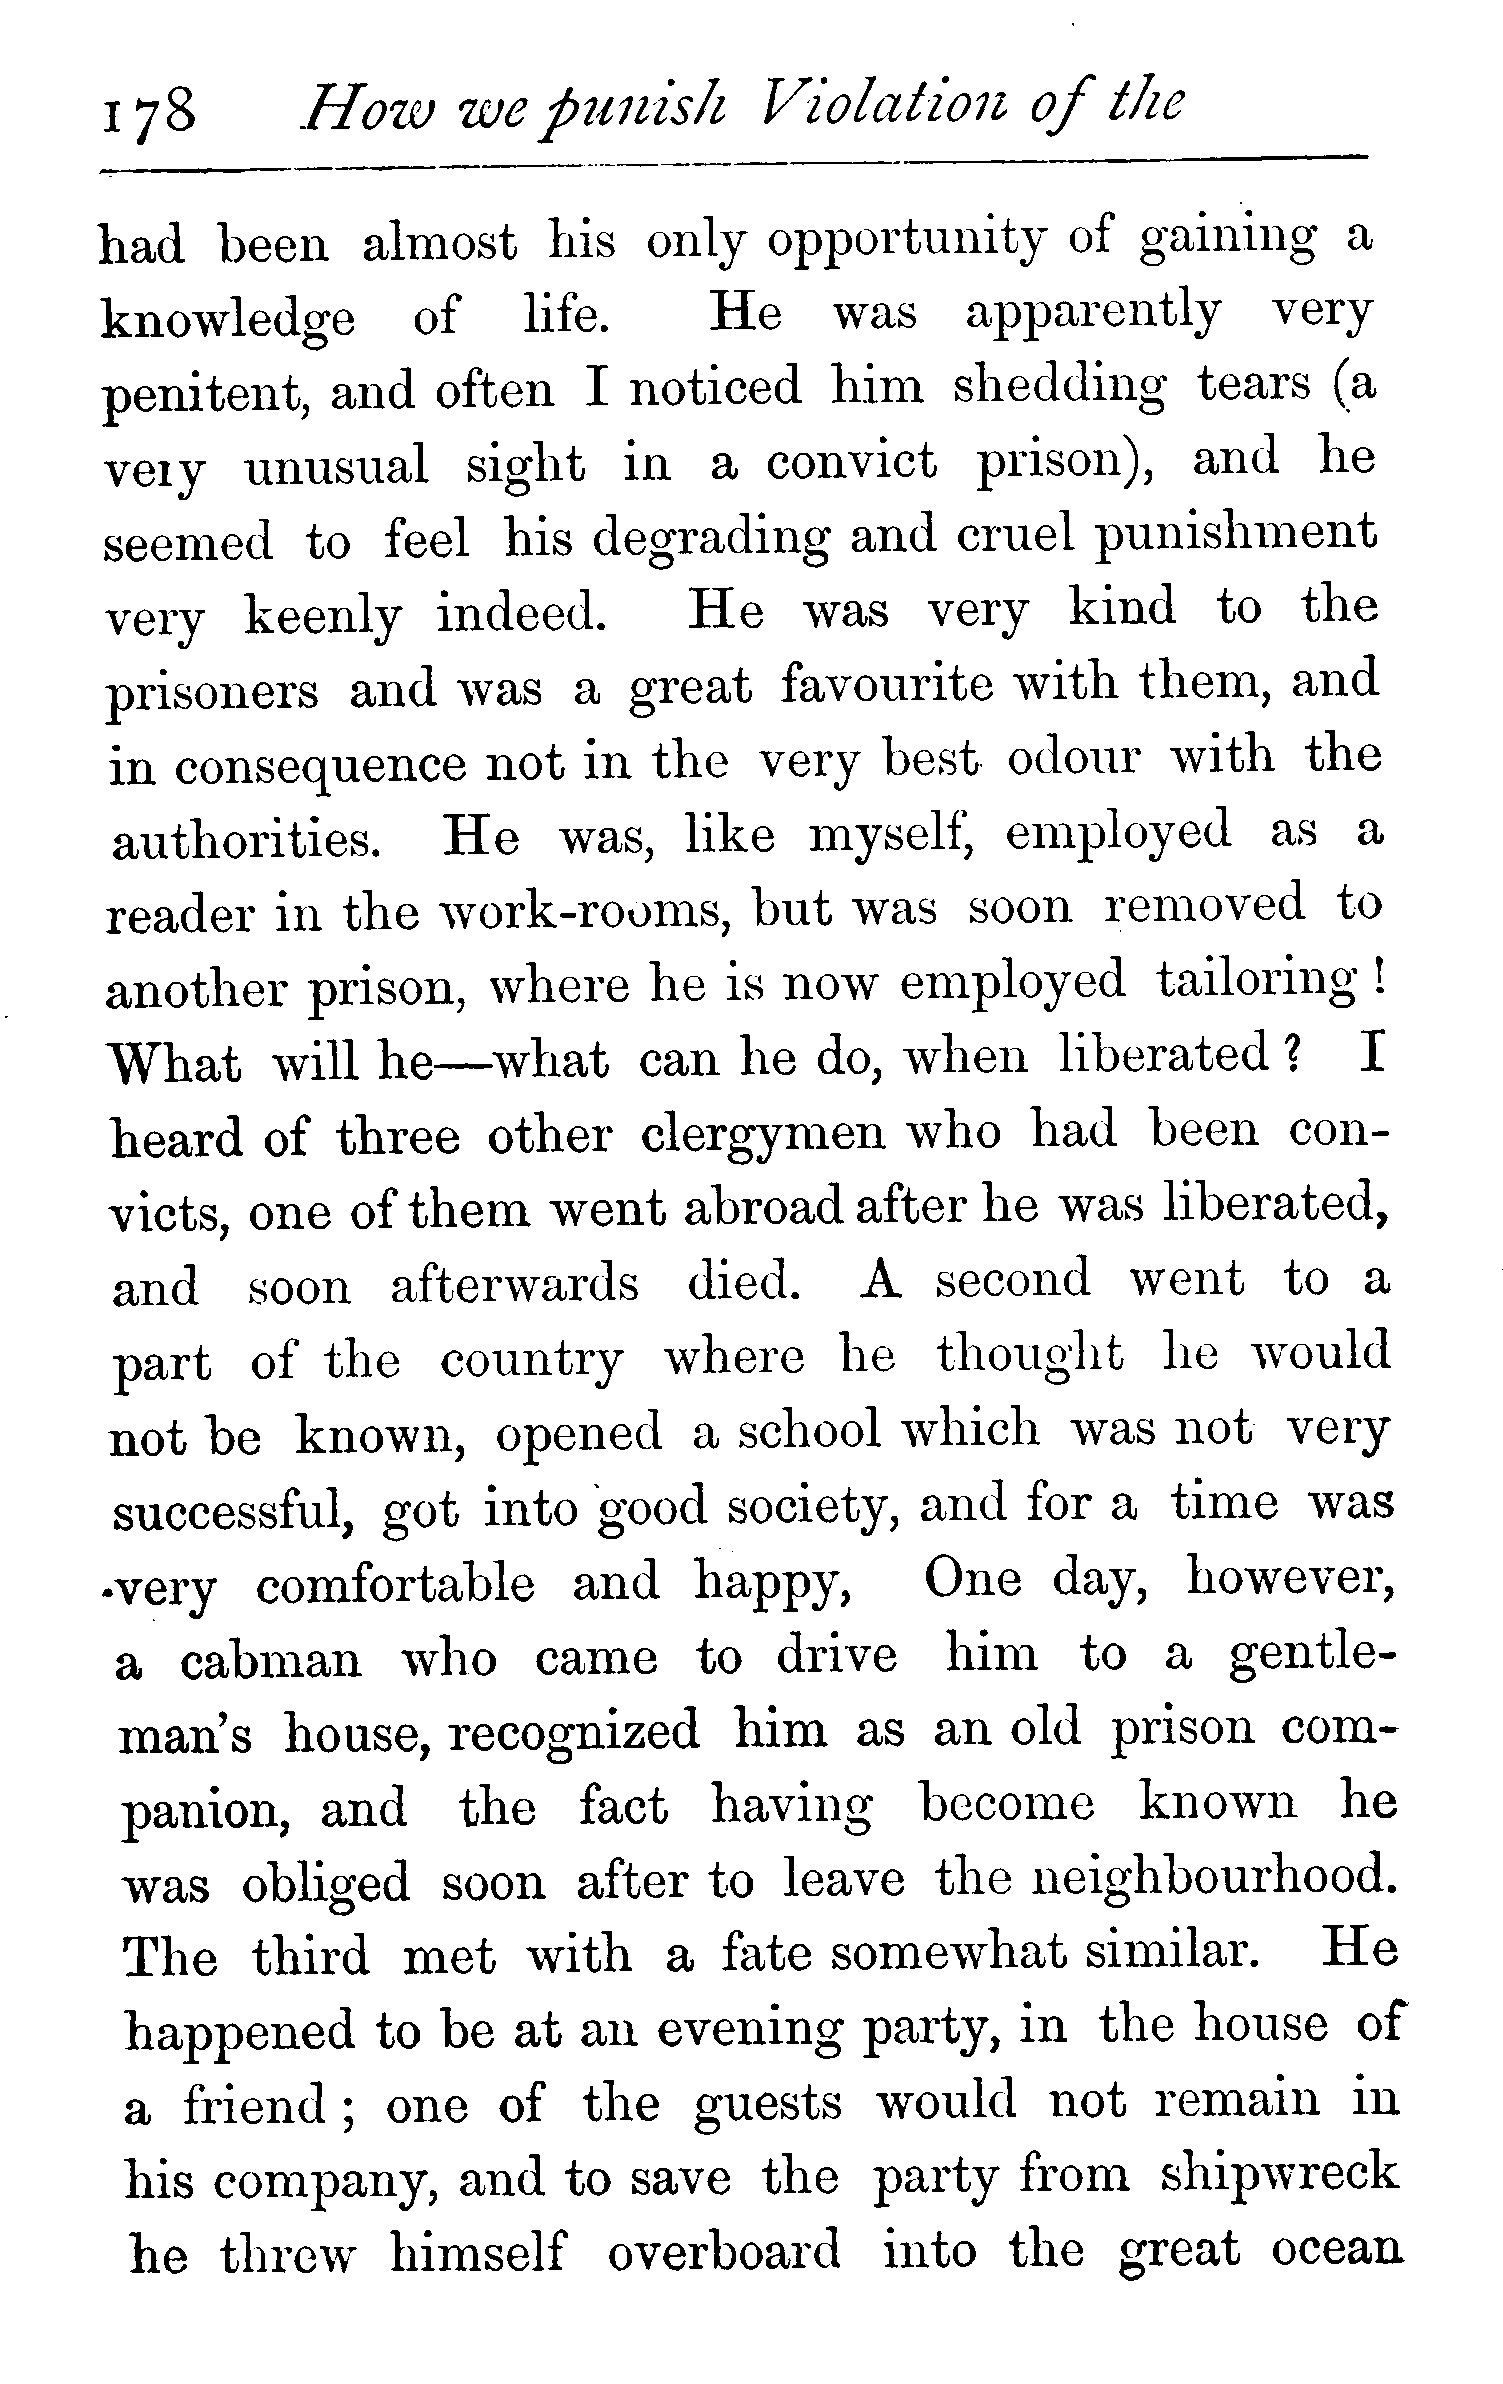 178 How we punish Violation of the
had been almost his only opportunity of gaining a
knowledge of life. He was apparently very
penitent, and often I noticed him shedding tears (a
very unusual sight in a convict prison), and he
seemed to feel his degrading and cruel punishment
very keenly indeed. He was very kind to the
prisoners and was a great favourite with them, and
in consequence not in the very best odour with the
authorities. He was, like myself, employed as a
reader in the work-rooms, but was soon removed to
another prison, where he is now employed tailoring !
What will he—what can he do, when liberated ? I
heard of three other clergymen who had been con-
victs, one of them went abroad after he was liberated,
and soon afterwards died. A second went to a
part of the country where he thought he would
not be known, opened a school which was not very
successful, got into good society, and for a time was
very comfortable and happy, One day, however,
a cabman who came to drive him to a gentle-
man's house, recognized him as an old prison com-
panion, and the fact having become known he
was obliged soon after to leave the neighbourhood.
The third met with a fate somewhat similar. He
happened to be at an evening party, in the house of
a friend ; one of the guests would not remain in
his company, and to save the party from shipwreck
he threw himself overboard into the great ocean